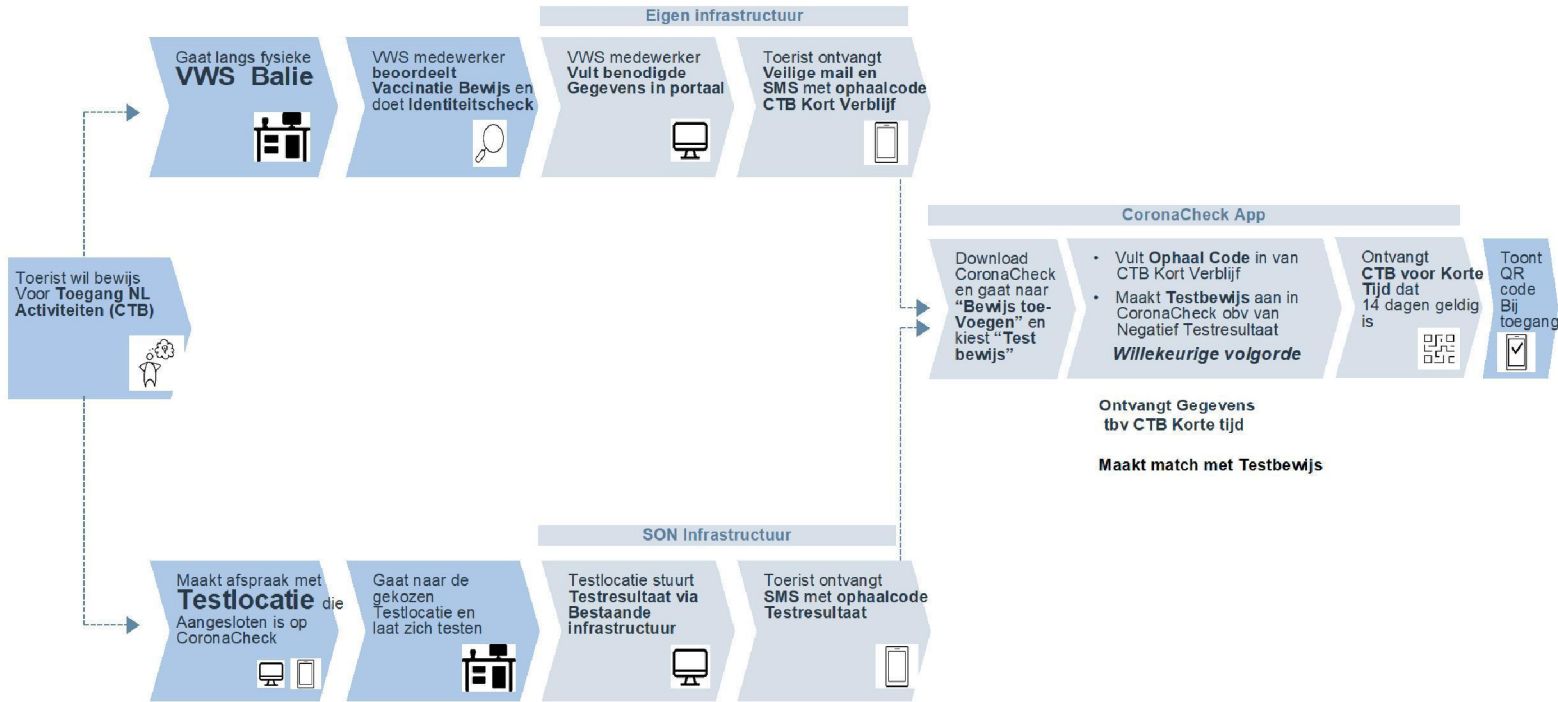 Eigen infrastructuur
Gaat langs fysieke
VWS Balie
VWS medewerker
beoordeelt
Vaccinatie Bewijs en
doet Identiteitscheck
VWS medewerker
Vult benodigde
Gegevens in portaal
Toerist ontvangt
Veilige mail en
SMS met ophaalcode
CTB Kort Verblijf
Toerist wil bewijs
Voor Toegang NL
Activiteiten (CTB)
CoronaCheck App
Download
CoronaCheck
en gaat naar
“Bewijs toe-
Voegen” en
kiest “Test
bewijs”
• Vult Ophaal Code in van
CTB Kort Verblijf
• Maakt Testbewijs aan in
CoronaCheck obv van
Negatief Testresultaat
Willekeurige volgorde
Ontvangt
CTB voor Korte
Tijd dat
14 dagen geldig
is
Toont
QR
code
Bij
toegang
Ontvangt Gegevens
tbv CTB Korte tijd
Maakt match met Testbewijs
SON Infrastructuur
Maakt afspraak met
Testlocatie die
Aangesloten is op
CoronaCheck
Gaat naar de
gekozen
Testlocatie en
laat zich testen
Testlocatie stuurt
Testresultaat via
Bestaande
infrastructuur
Toerist ontvangt
SMS met ophaalcode
Testresultaat